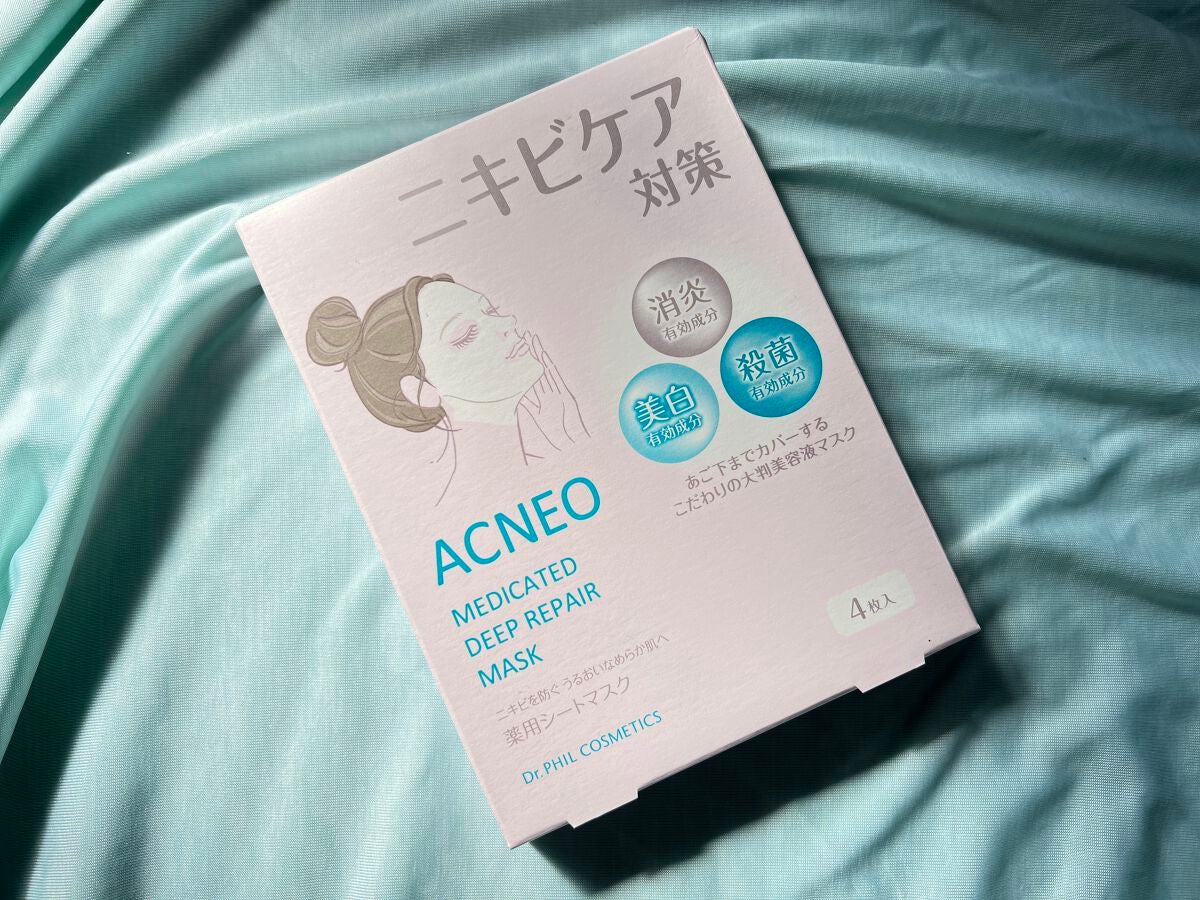 ニキビケア
対策
消炎
有効成分
殺菌
有効成分
美白
有効成分
あご下までカバーする
こだわりの大判美容液マスク
ACNEO
MEDICATED
DEEP REPAIR
MASK
4枚入
ニキビを防ぐ うるおいなめらか肌へ
薬用シートマスク
Dr.PHIL COSMETICS